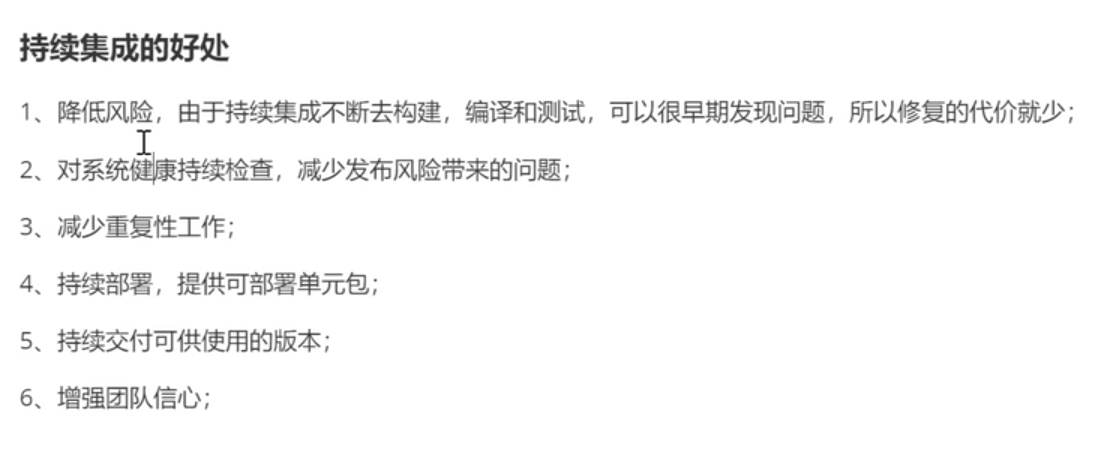 持续集成的好处
1、降低风险，由于持续集成不断去构建，编译和测试，可以很早期发现问题，所以修复的代价就少；
2、对系统健康持续检查，减少发布风险带来的问题；
3、减少重复性工作；
4、持续部署，提供可部署单元包；
5、持续交付可供使用的版本；
6、增强团队信心；